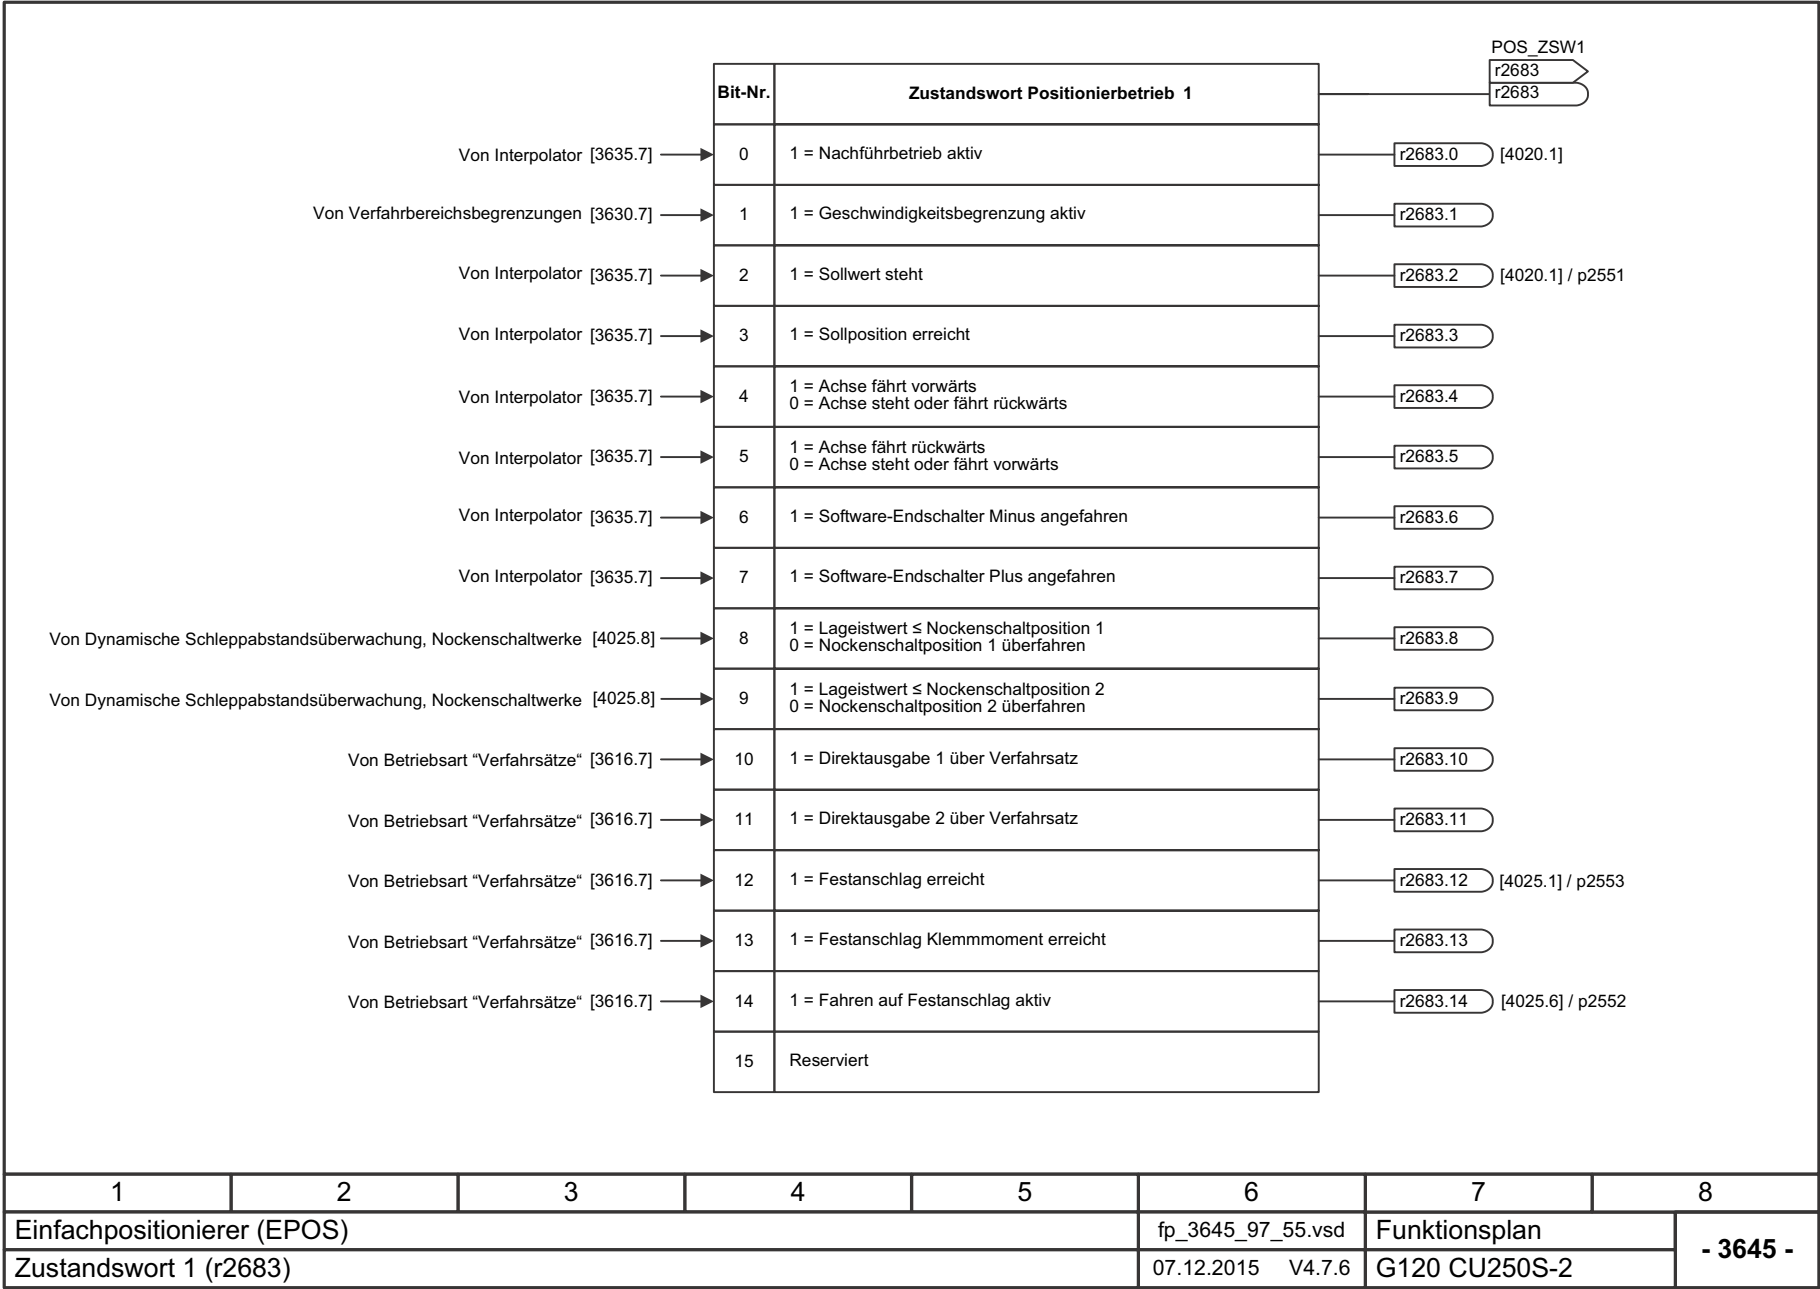 POS_ZSW1
r2683
Bit-Nr. Zustandswort Positionierbetrieb 1 r2683
Von Interpolator [3635.7] 0 1 = Nachführbetrieb aktiv r2683.0 [4020.1]
Von Verfahrbereichsbegrenzungen [3630.7] 1 1 = Geschwindigkeitsbegrenzung aktiv r2683.1
Von Interpolator [3635.7] 2 1 = Sollwert steht r2683.2 [4020.1] / p2551
Von Interpolator [3635.7] 3 1 = Sollposition erreicht r2683.3
Von Interpolator [3635.7] 4 1 = Achse fährt vorwärts
0 = Achse steht oder fährt rückwärts r2683.4
Von Interpolator [3635.7] 5 1 = Achse fährt rückwärts
0 = Achse steht oder fährt vorwärts r2683.5
Von Interpolator [3635.7] 6 1 = Software-Endschalter Minus angefahren r2683.6
Von Interpolator [3635.7] 7 1 = Software-Endschalter Plus angefahren r2683.7
Von Dynamische Schleppabstandsüberwachung, Nockenschaltwerke [4025.8] 8 1 = Lageistwert ≤ Nockenschaltposition 1
0 = Nockenschaltposition 1 überfahren r2683.8
Von Dynamische Schleppabstandsüberwachung, Nockenschaltwerke [4025.8] 9 1 = Lageistwert ≤ Nockenschaltposition 2
0 = Nockenschaltposition 2 überfahren r2683.9
Von Betriebsart “Verfahrsätze“ [3616.7] 10 1 = Direktausgabe 1 über Verfahrsatz r2683.10
Von Betriebsart “Verfahrsätze“ [3616.7] 11 1 = Direktausgabe 2 über Verfahrsatz r2683.11
Von Betriebsart “Verfahrsätze“ [3616.7] 12 1 = Festanschlag erreicht r2683.12 [4025.1] / p2553
Von Betriebsart “Verfahrsätze“ [3616.7] 13 1 = Festanschlag Klemmmoment erreicht r2683.13
Von Betriebsart “Verfahrsätze“ [3616.7] 14 1 = Fahren auf Festanschlag aktiv r2683.14 [4025.6] / p2552
15 Reserviert
1 2 3 4 5 6 7 8
Einfachpositionierer (EPOS) fp_3645_97_55.vsd Funktionsplan - 3645 -
Zustandswort 1 (r2683) 07.12.2015 V4.7.6 G120 CU250S-2